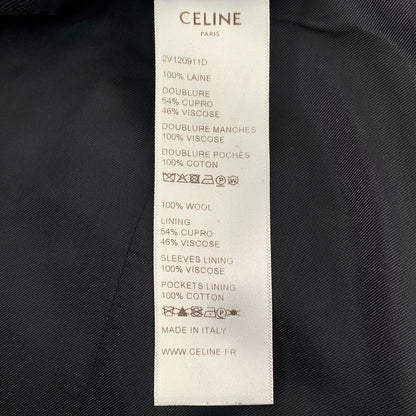 CELINE
PARIS
2V120911D
100% LAINE
DOUBLURE
54% CUPRO
46% VISCOSE
DOUBLURE MANCHES
100% VISCOSE
DOUBLURE POCHES
100% COTON
100% WOOL
LINING
54% CUPRO
46% VISCOSE
SLEEVES LINING
100% VISCOSE
POCKETS LINING
100% COTTON
MADE IN ITALY
WWW.CELINE.FR